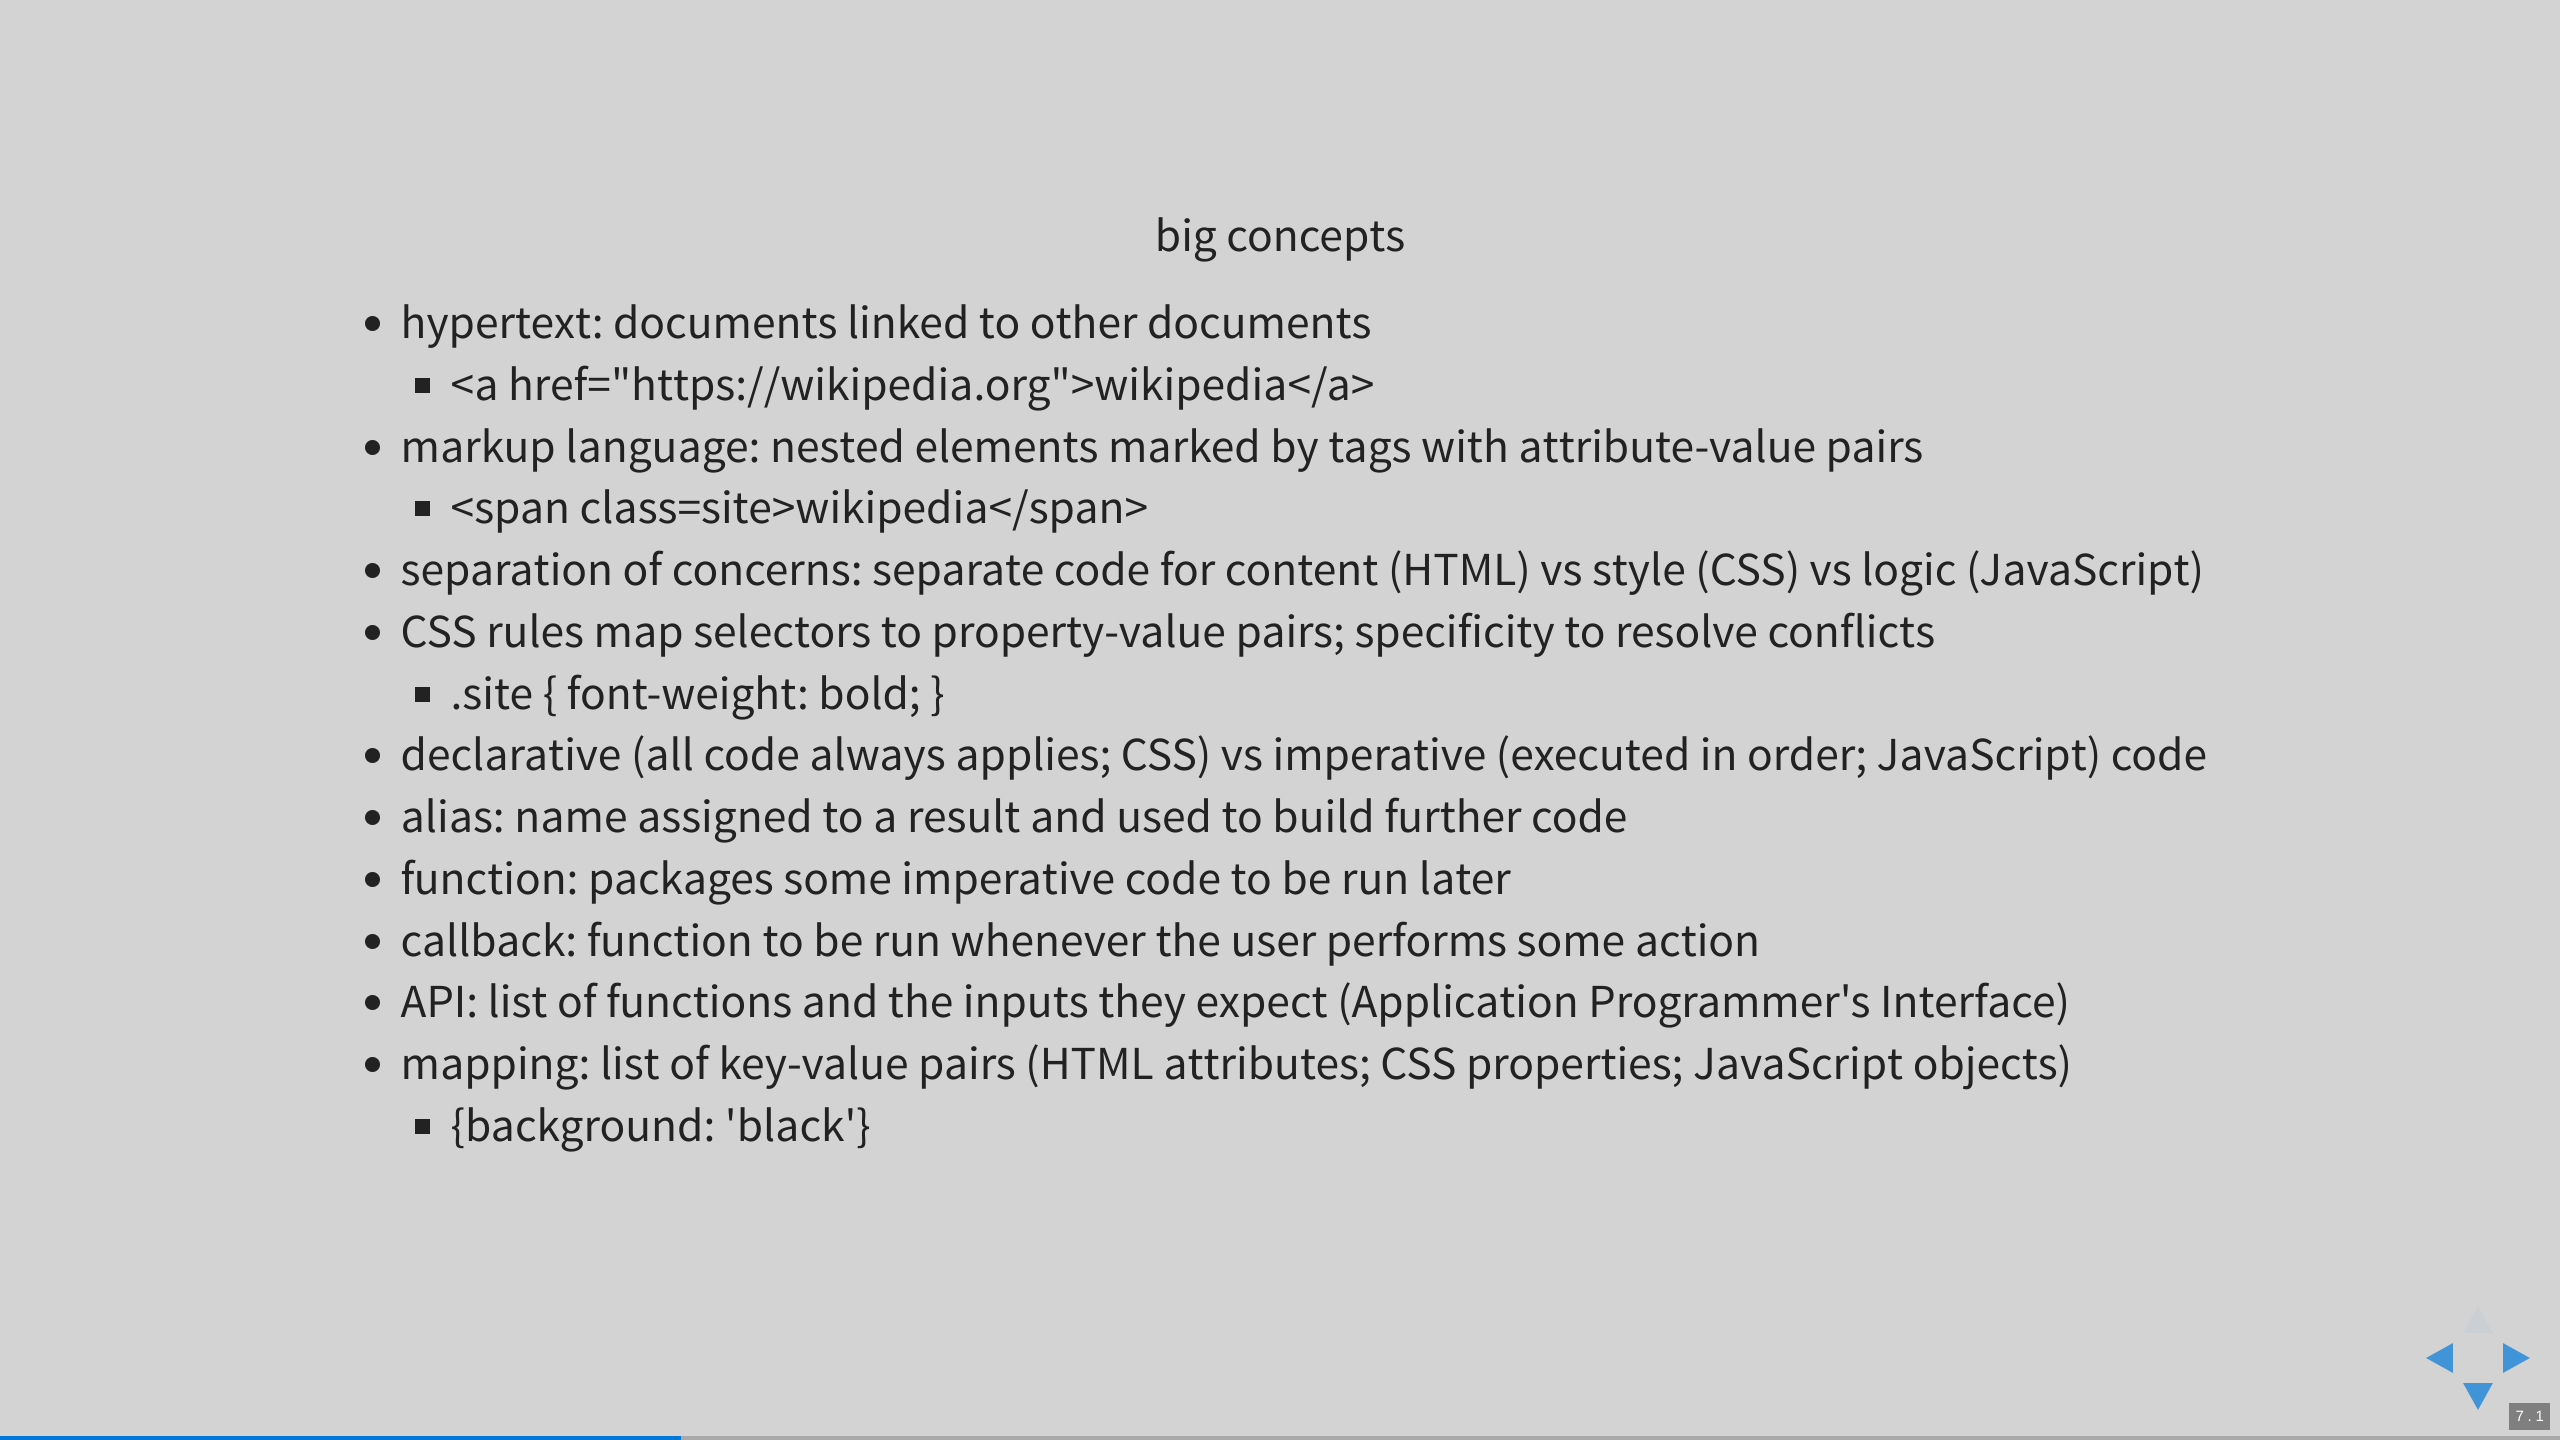 big concepts
hypertext: documents linked to other documents
<a href="https://wikipedia.org">wikipedia</a>
markup language: nested elements marked by tags with attribute-value pairs
<span class=site>wikipedia</span>
separation of concerns: separate code for content (HTML) vs style (CSS) vs logic (JavaScript)
CSS rules map selectors to property-value pairs; specificity to resolve conflicts
.site { font-weight: bold; }
declarative (all code always applies; CSS) vs imperative (executed in order; JavaScript) code
alias: name assigned to a result and used to build further code
function: packages some imperative code to be run later
callback: function to be run whenever the user performs some action
API: list of functions and the inputs they expect (Application Programmer's Interface)
mapping: list of key-value pairs (HTML attributes; CSS properties; JavaScript objects)
{background: 'black'}
7 . 1